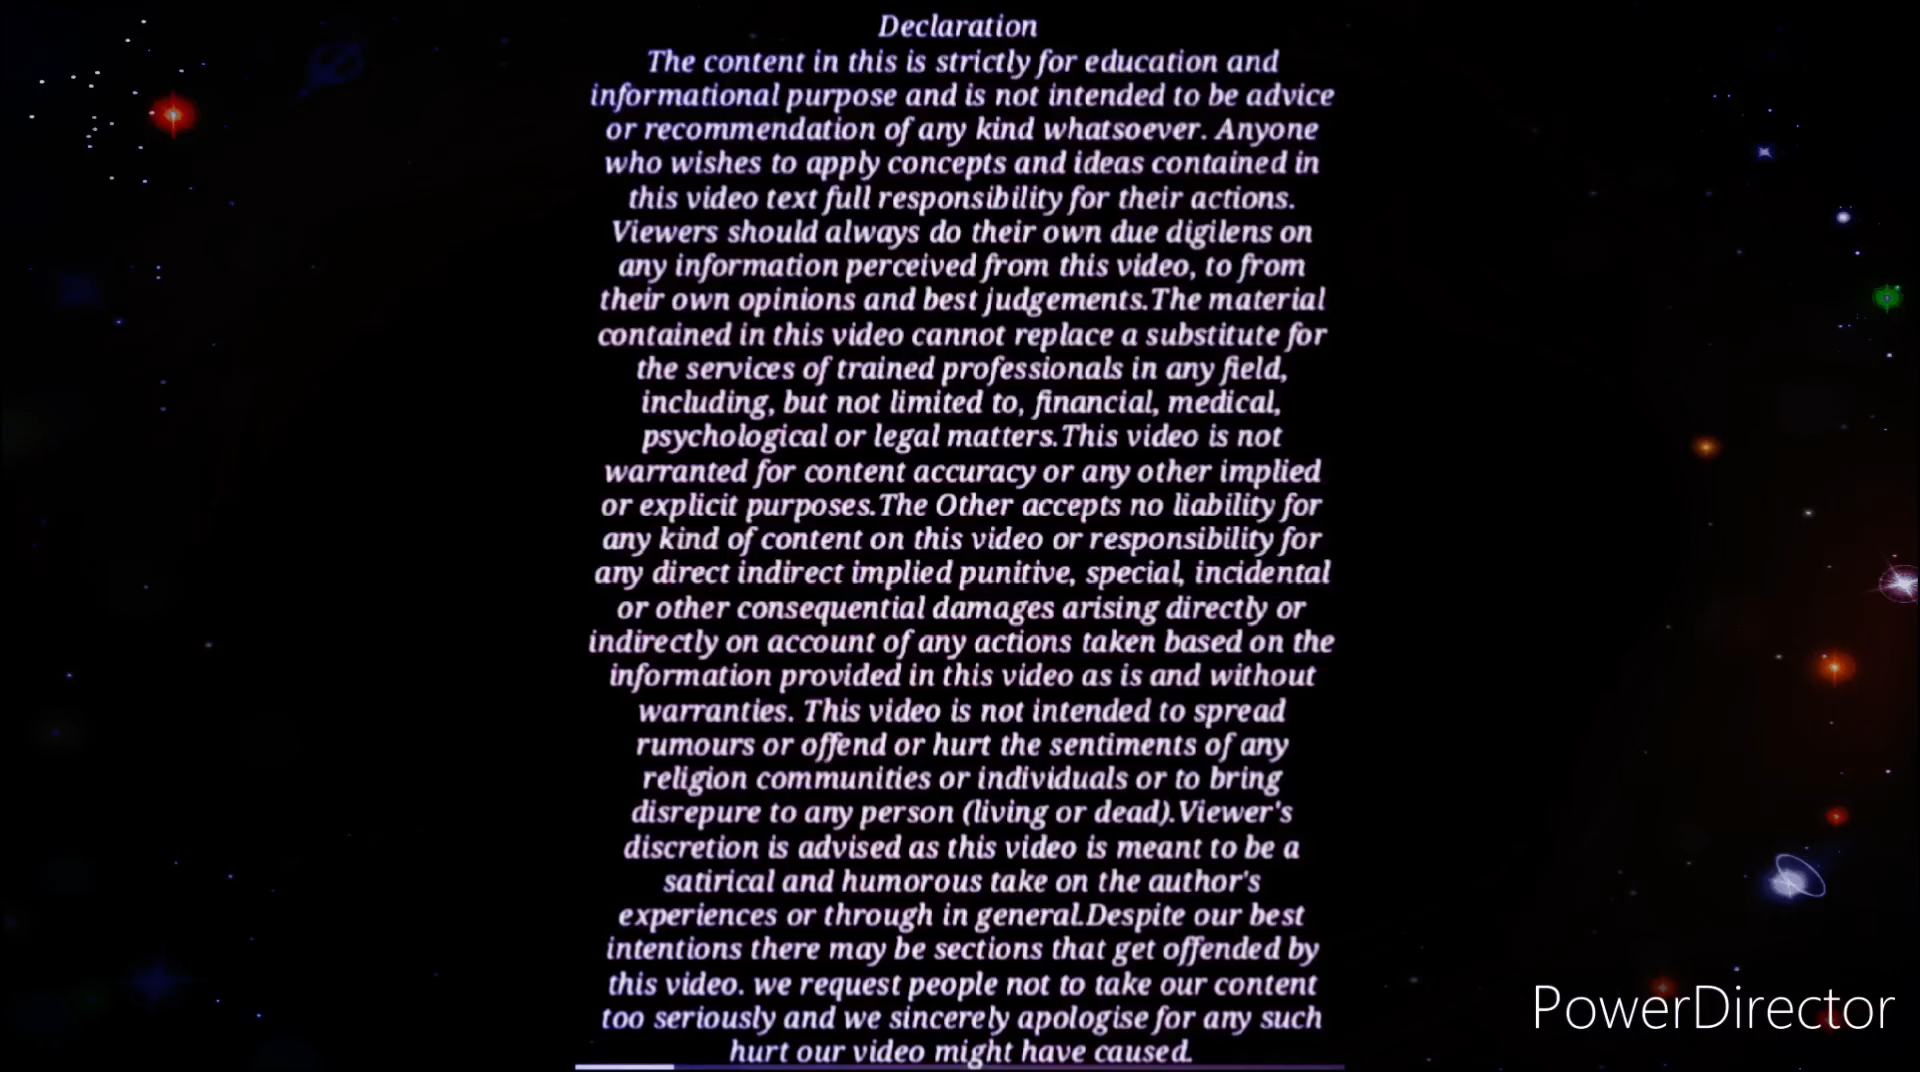 Declaration
The content in this is strictly for education and
informational purpose and is not intended to be advice
or recommendation of any kind whatsoever. Anyone
who wishes to apply concepts and ideas contained in
this video text full responsibility for their actions.
Viewers should always do their own due digilens on
any information perceived from this video, to from
their own opinions and best judgements.The material
contained in this video cannot replace a substitute for
the services of trained professionals in any field,
including, but not limited to, financial, medical,
psychological or legal matters.This video is not
warranted for content accuracy or any other implied
or explicit purposes.The Other accepts no liability for
any kind of content on this video or responsibility for
any direct indirect implied punitive, special, incidental
or other consequential damages arising directly or
indirectly on account of any actions taken based on the
information provided in this video as is and without
warranties. This video is not intended to spread
rumours or offend or hurt the sentiments of any
religion communities or individuals or to bring
disrepure to any person (living or dead).Viewer's
discretion is advised as this video is meant to be a
satirical and humorous take on the author's
experiences or through in general.Despite our best
intentions there may be sections that get offended by
this video. we request people not to take our content
too seriously and we sincerely apologise for any such
hurt our video might have caused.
PowerDirector